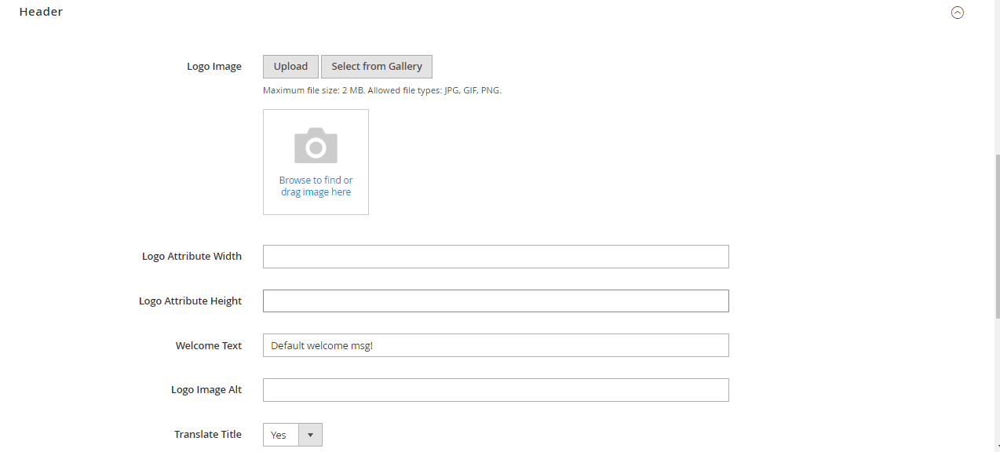 Header
Logo Image
Upload
Select from Gallery
Maximum file size: 2 MB. Allowed file types: JPG, GIF, PNG.
Browse to find or
drag image here
Logo Attribute Width
Logo Attribute Height
Welcome Text
Default welcome msg!
Logo Image Alt
Translate Title
Yes